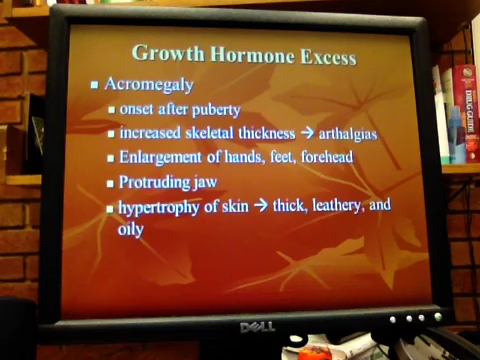 Growth Hormone Excess
Acromegaly
onset after puberty
increased skeletal thickness → arthalgias
Enlargement of hands, feet, forehead
Protruding jaw
hypertrophy of skin → thick, leathery, and
oily
DELL
DRUG GUIDE